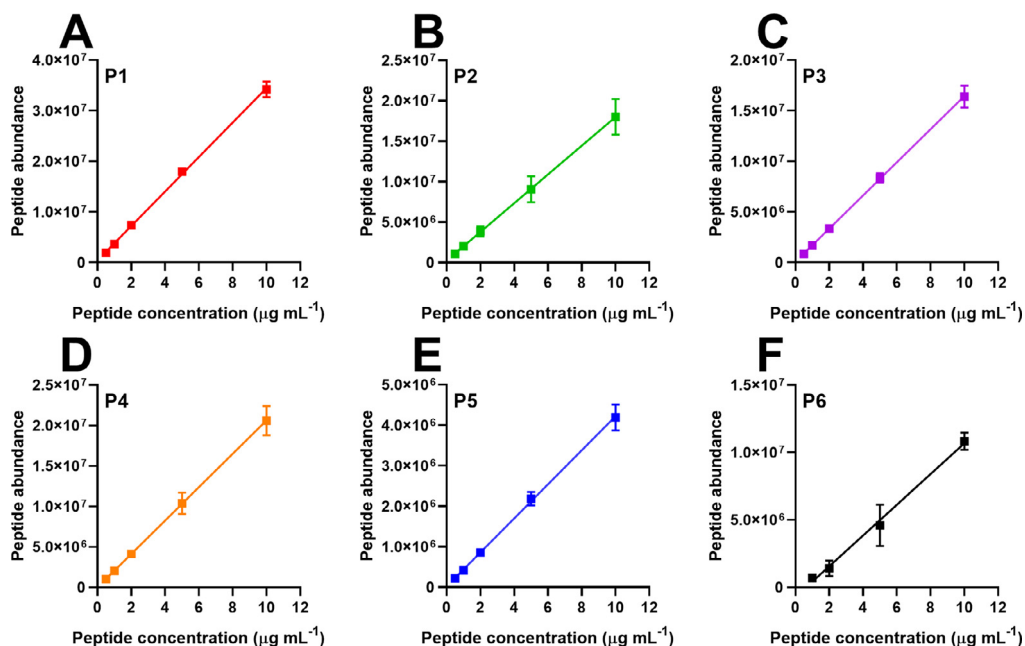 A
P1
4.0×10⁷
3.0×10⁷
2.0×10⁷
1.0×10⁷
0
Peptide abundance
0 2 4 6 8 10 12
Peptide concentration (μg mL⁻¹)
B
P2
2.5×10⁷
2.0×10⁷
1.5×10⁷
1.0×10⁷
5.0×10⁶
0
Peptide abundance
0 2 4 6 8 10 12
Peptide concentration (μg mL⁻¹)
C
P3
2.0×10⁷
1.5×10⁷
1.0×10⁷
5.0×10⁶
0
Peptide abundance
0 2 4 6 8 10 12
Peptide concentration (μg mL⁻¹)
D
P4
2.5×10⁷
2.0×10⁷
1.5×10⁷
1.0×10⁷
5.0×10⁶
0
Peptide abundance
0 2 4 6 8 10 12
Peptide concentration (μg mL⁻¹)
E
P5
5.0×10⁶
4.0×10⁶
3.0×10⁶
2.0×10⁶
1.0×10⁶
0
Peptide abundance
0 2 4 6 8 10 12
Peptide concentration (μg mL⁻¹)
F
P6
1.5×10⁷
1.0×10⁷
5.0×10⁶
0
Peptide abundance
0 2 4 6 8 10 12
Peptide concentration (μg mL⁻¹)